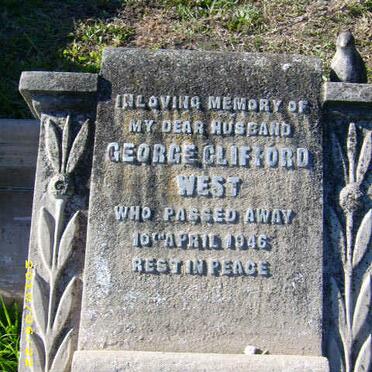 IN LOVING MEMORY OF
MY DEAR HUSBAND
GEORGE CLIFFORD
WEST
WHO PASSED AWAY
10TH APRIL 1946
REST IN PEACE